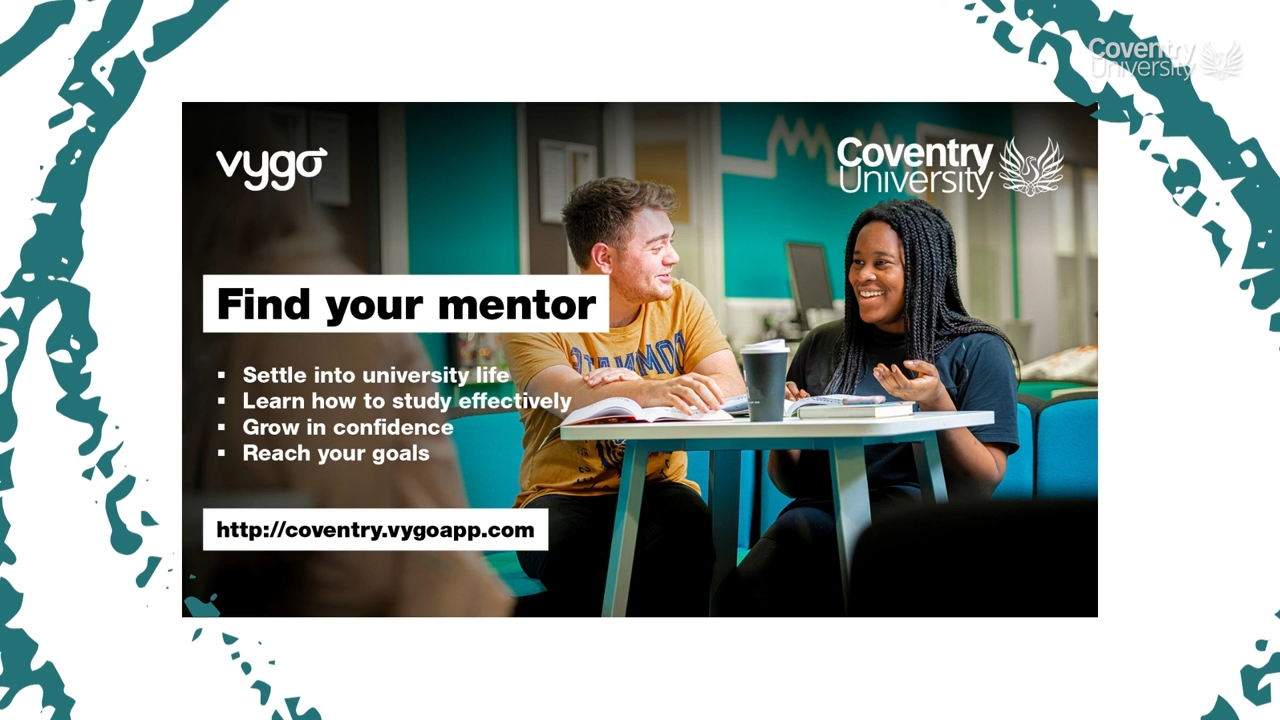 Coventry
University
vygo
Coventry
University
Find your mentor
▪ Settle into university life
▪ Learn how to study effectively
▪ Grow in confidence
▪ Reach your goals
http://coventry.vygoapp.com